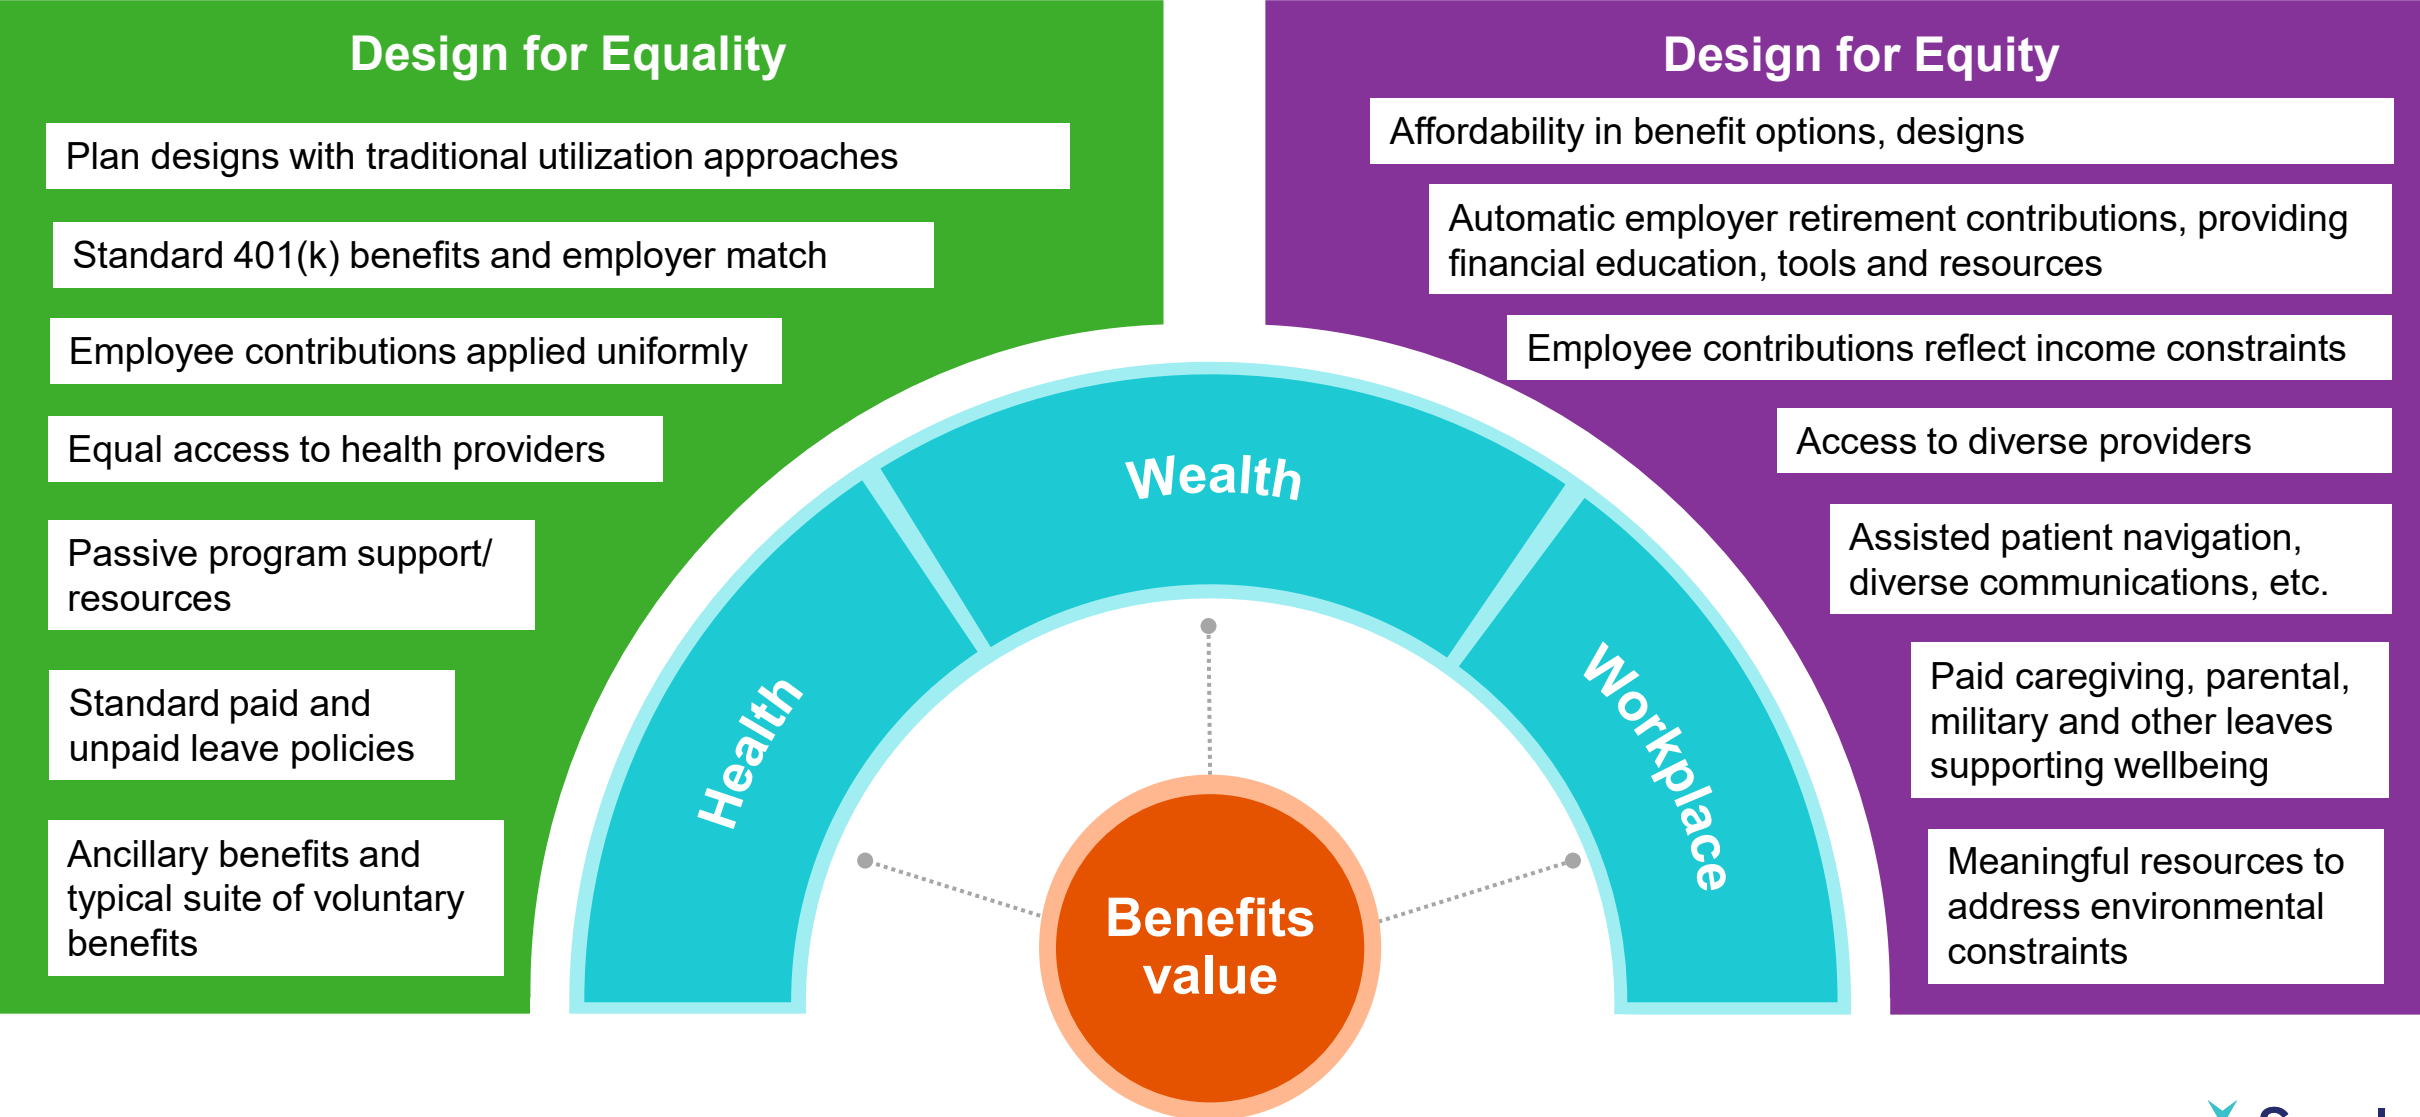 Design for Equality
Plan designs with traditional utilization approaches
Standard 401(k) benefits and employer match
Employee contributions applied uniformly
Equal access to health providers
Passive program support/
resources
Standard paid and
unpaid leave policies
Ancillary benefits and
typical suite of voluntary
benefits
Health
Wealth
Workplace
Benefits
value
Design for Equity
Affordability in benefit options, designs
Automatic employer retirement contributions, providing
financial education, tools and resources
Employee contributions reflect income constraints
Access to diverse providers
Assisted patient navigation,
diverse communications, etc.
Paid caregiving, parental,
military and other leaves
supporting wellbeing
Meaningful resources to
address environmental
constraints